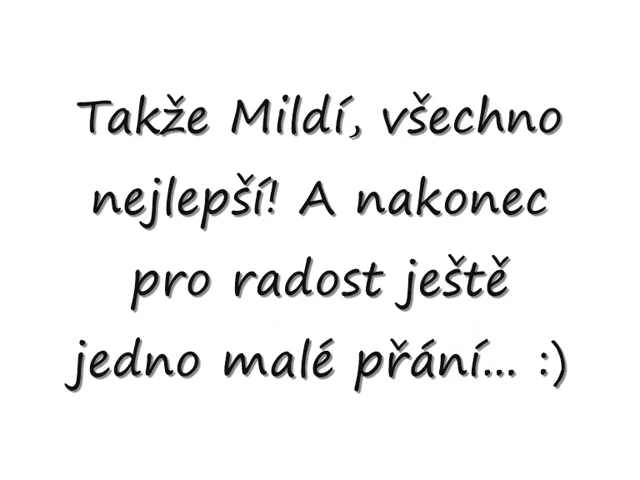 Takže Mildí, všechno
nejlepší! A nakonec
pro radost ještě
jedno malé přání... :)